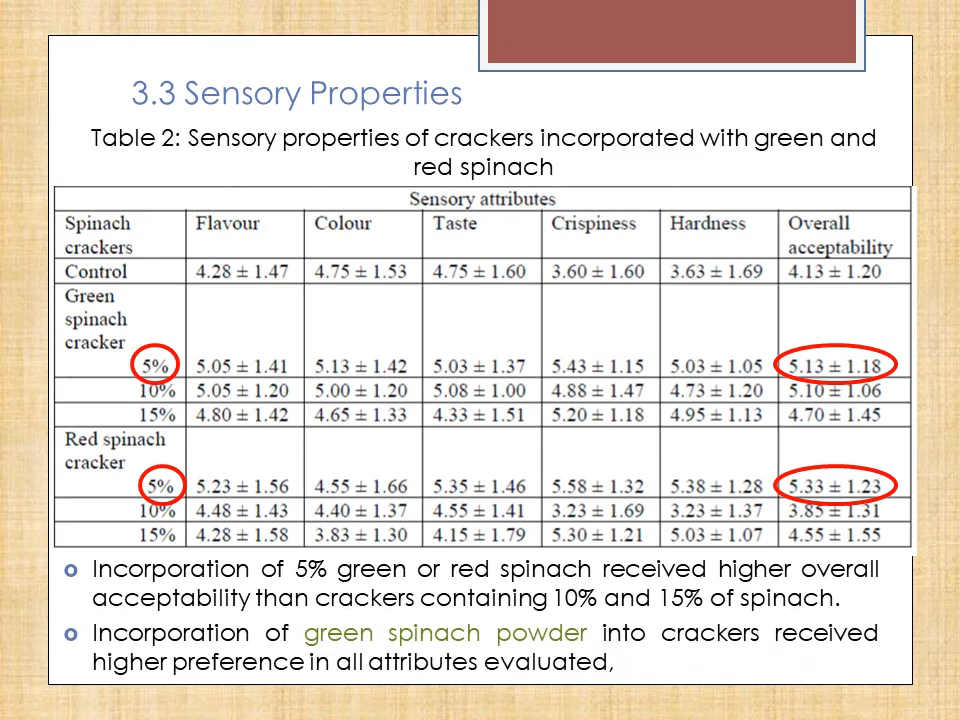 3.3 Sensory Properties
Table 2: Sensory properties of crackers incorporated with green and
red spinach
Sensory attributes
Spinach crackers Flavour Colour Taste Crispiness Hardness Overall acceptability
Control 4.28 ± 1.47 4.75 ± 1.53 4.75 ± 1.60 3.60 ± 1.60 3.63 ± 1.69 4.13 ± 1.20
Green
spinach
cracker
5% 5.05 ± 1.41 5.13 ± 1.42 5.03 ± 1.37 5.43 ± 1.15 5.03 ± 1.05 5.13 ± 1.18
10% 5.05 ± 1.20 5.00 ± 1.20 5.08 ± 1.00 4.88 ± 1.47 4.73 ± 1.20 5.10 ± 1.06
15% 4.80 ± 1.42 4.65 ± 1.33 4.33 ± 1.51 5.20 ± 1.18 4.95 ± 1.13 4.70 ± 1.45
Red spinach
cracker
5% 5.23 ± 1.56 4.55 ± 1.66 5.35 ± 1.46 5.58 ± 1.32 5.38 ± 1.28 5.33 ± 1.23
10% 4.48 ± 1.43 4.40 ± 1.37 4.55 ± 1.41 3.23 ± 1.69 3.23 ± 1.37 3.85 ± 1.31
15% 4.28 ± 1.58 3.83 ± 1.30 4.15 ± 1.79 5.30 ± 1.21 5.03 ± 1.07 4.55 ± 1.55
Incorporation of 5% green or red spinach received higher overall
acceptability than crackers containing 10% and 15% of spinach.
Incorporation of green spinach powder into crackers received
higher preference in all attributes evaluated,